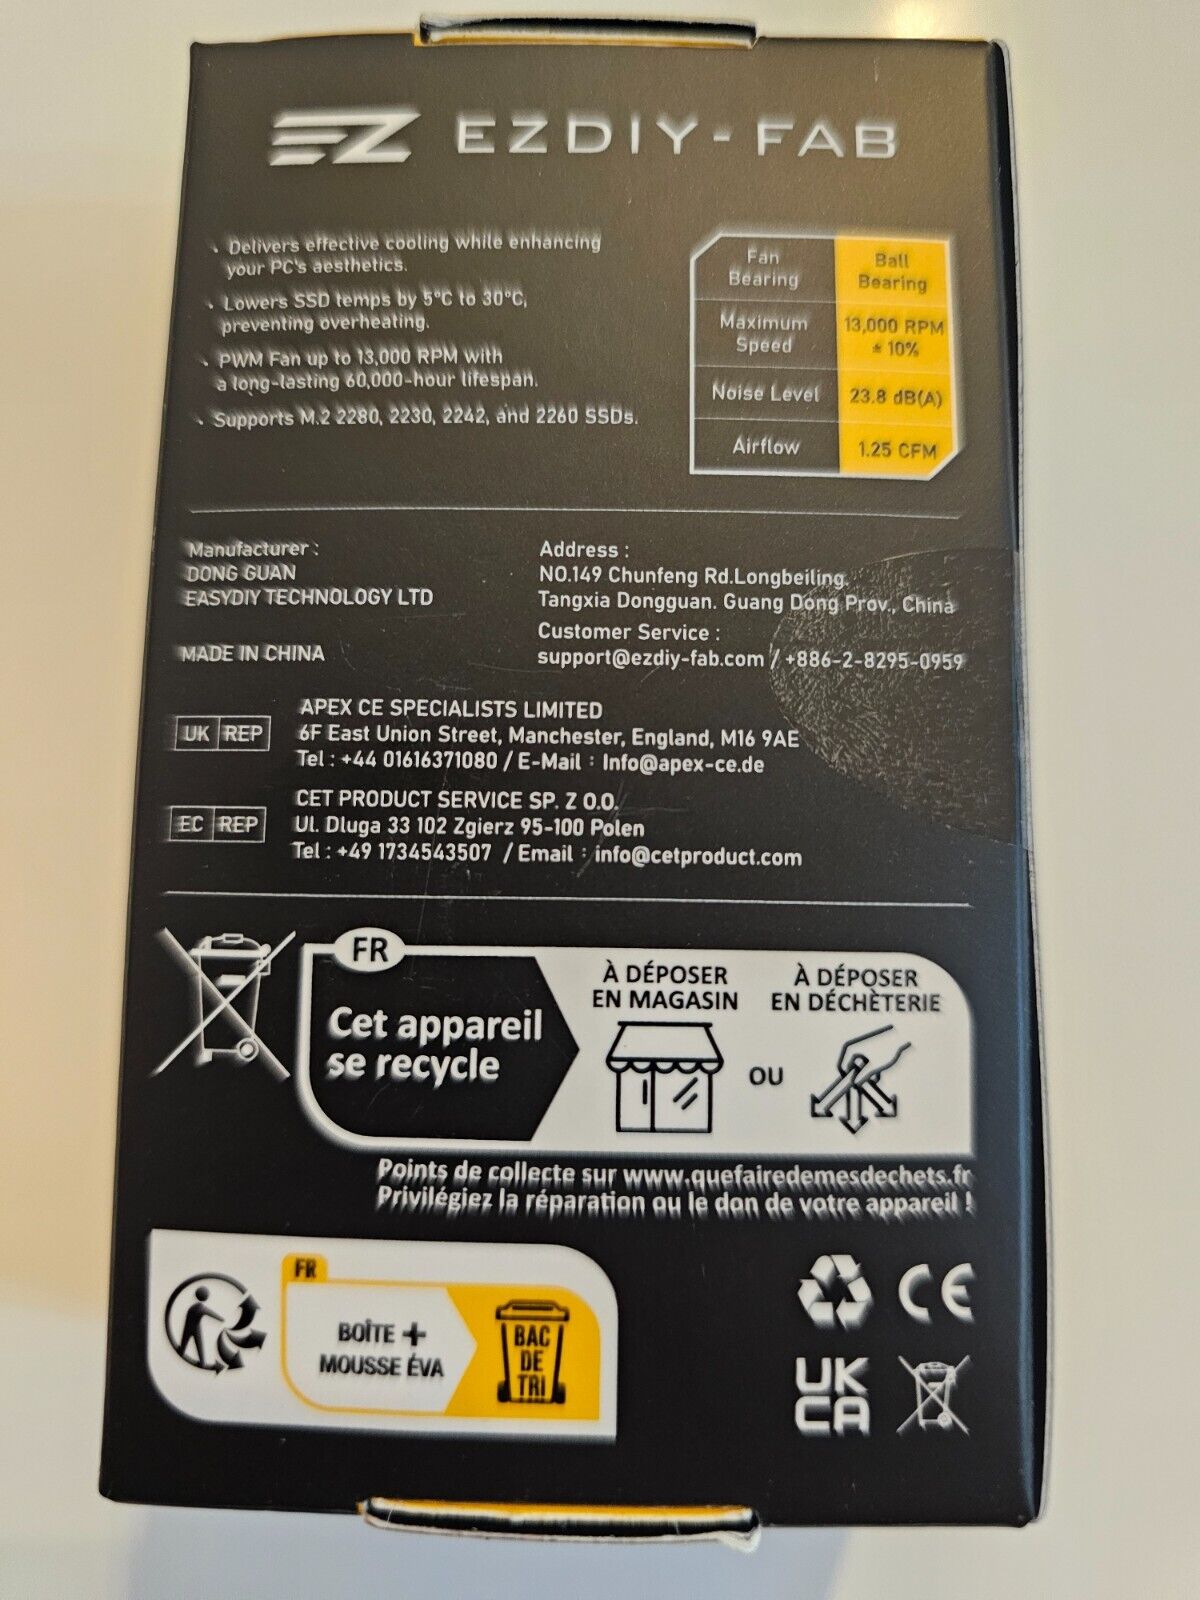 EZ EZDIY-FAB
• Delivers effective cooling while enhancing
your PC's aesthetics.
• Lowers SSD temps by 5°C to 30°C,
preventing overheating.
• PWM Fan up to 13,000 RPM with
a long-lasting 60,000-hour lifespan.
• Supports M.2 2280, 2230, 2242, and 2260 SSDs.
Fan
Bearing
Ball
Bearing
Maximum
Speed
13,000 RPM
± 10%
Noise Level
23.8 dB(A)
Airflow
1.25 CFM
Manufacturer :
DONG GUAN
EASYDIY TECHNOLOGY LTD
MADE IN CHINA
Address :
NO.149 Chunfeng Rd.Longbeiling.
Tangxia Dongguan. Guang Dong Prov., China
Customer Service :
support@ezdiy-fab.com / +886-2-8295-0959
UK REP
APEX CE SPECIALISTS LIMITED
6F East Union Street, Manchester, England, M16 9AE
Tel : +44 01616371080 / E-Mail : Info@apex-ce.de
EC REP
CET PRODUCT SERVICE SP. Z O.O.
Ul. Dluga 33 102 Zgierz 95-100 Polen
Tel : +49 1734543507 / Email : info@cetproduct.com
FR
Cet appareil
se recycle
À DÉPOSER
EN MAGASIN
OU
À DÉPOSER
EN DÉCHÈTERIE
Points de collecte sur www.quefairedemesdechets.fr
Privilégiez la réparation ou le don de votre appareil !
FR
BOÎTE +
MOUSSE ÉVA
BAC
DE
TRI
CE
UK
CA